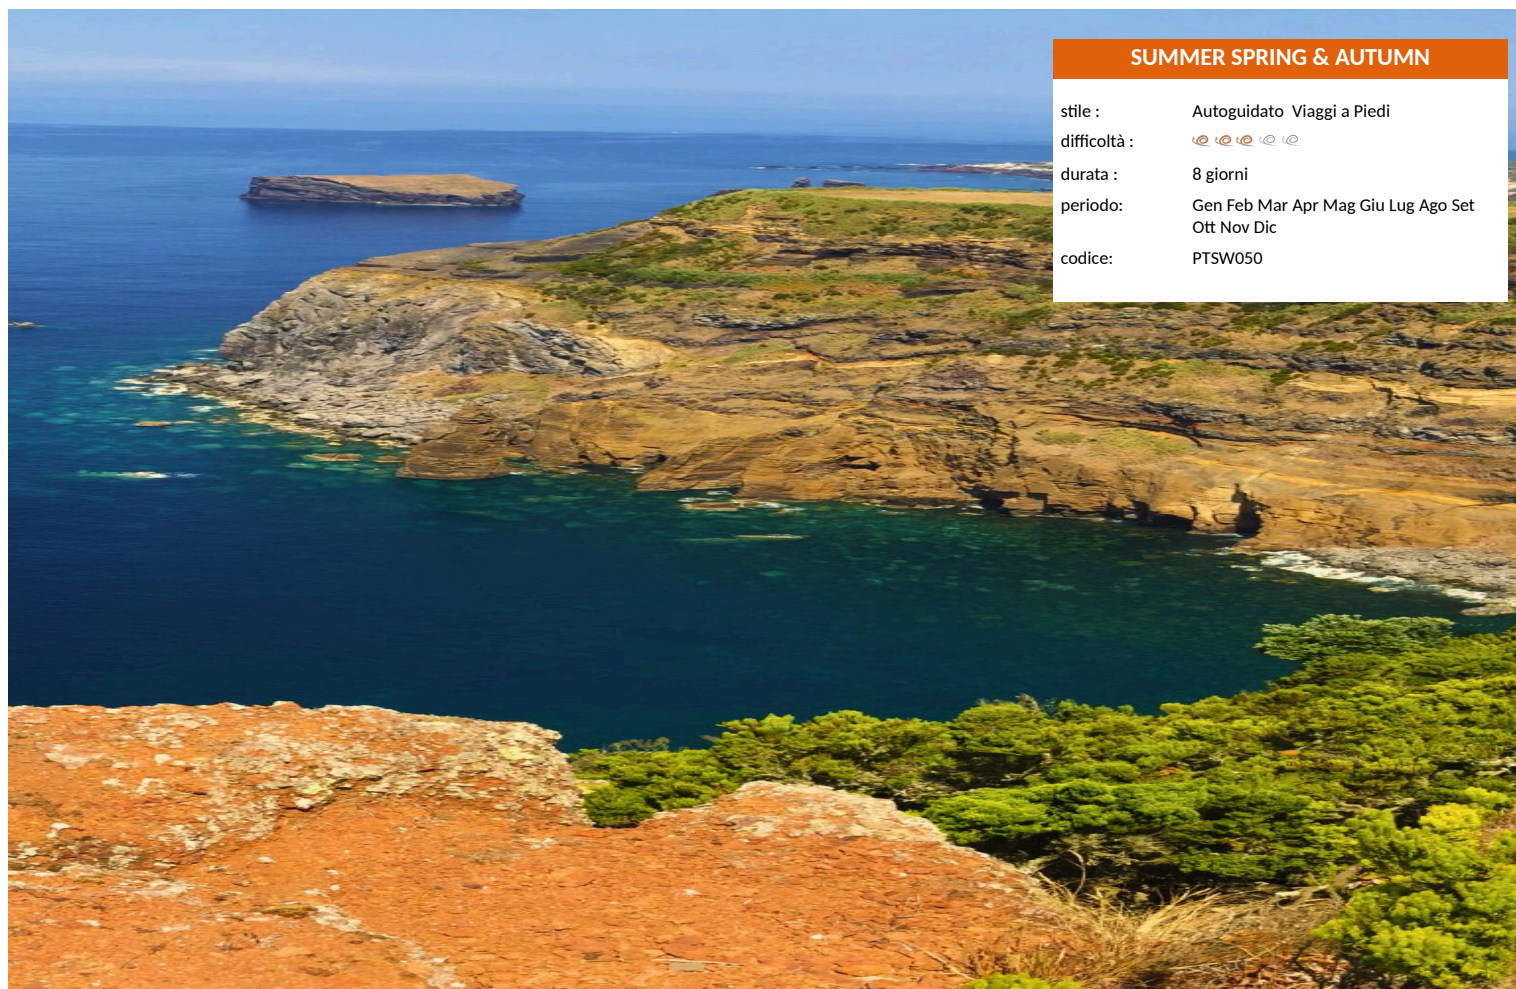 SUMMER SPRING & AUTUMN
stile : Autoguidato  Viaggi a Piedi
difficoltà :
durata : 8 giorni
periodo: Gen Feb Mar Apr Mag Giu Lug Ago Set
Ott Nov Dic
codice: PTSW050